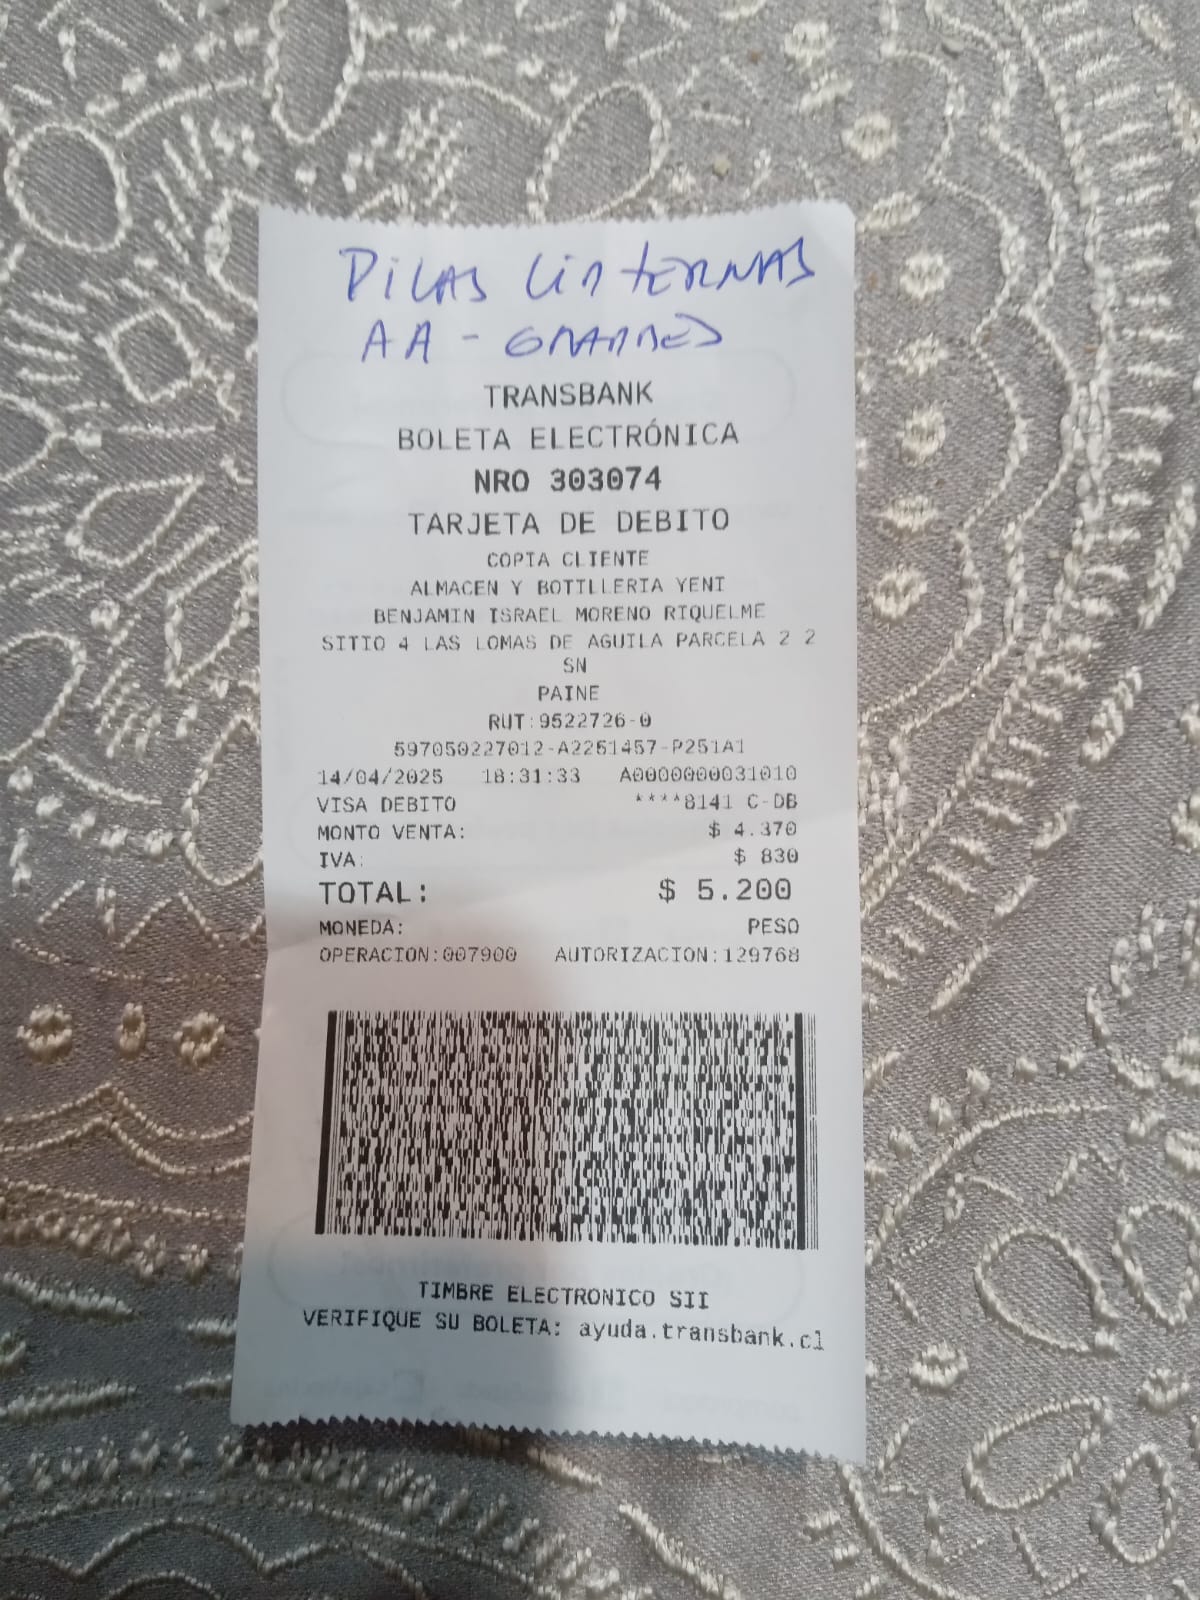 PILAS LINTERNAS
AA - GRANDES
TRANSBANK
BOLETA ELECTRÓNICA
NRO 303074
TARJETA DE DEBITO
COPIA CLIENTE
ALMACEN Y BOTILLERIA YENI
BENJAMIN ISRAEL MORENO RIQUELME
SITIO 4 LAS LOMAS DE AGUILA PARCELA 2 2
SN
PAINE
RUT:9522726-0
597050227012-A2251457-P251A1
14/04/2025 18:31:33 A0000000031010
VISA DEBITO ****8141 C-DB
MONTO VENTA: $ 4.370
IVA: $ 830
TOTAL: $ 5.200
MONEDA: PESO
OPERACION:007900 AUTORIZACION:129768
TIMBRE ELECTRONICO SII
VERIFIQUE SU BOLETA: ayuda.transbank.cl